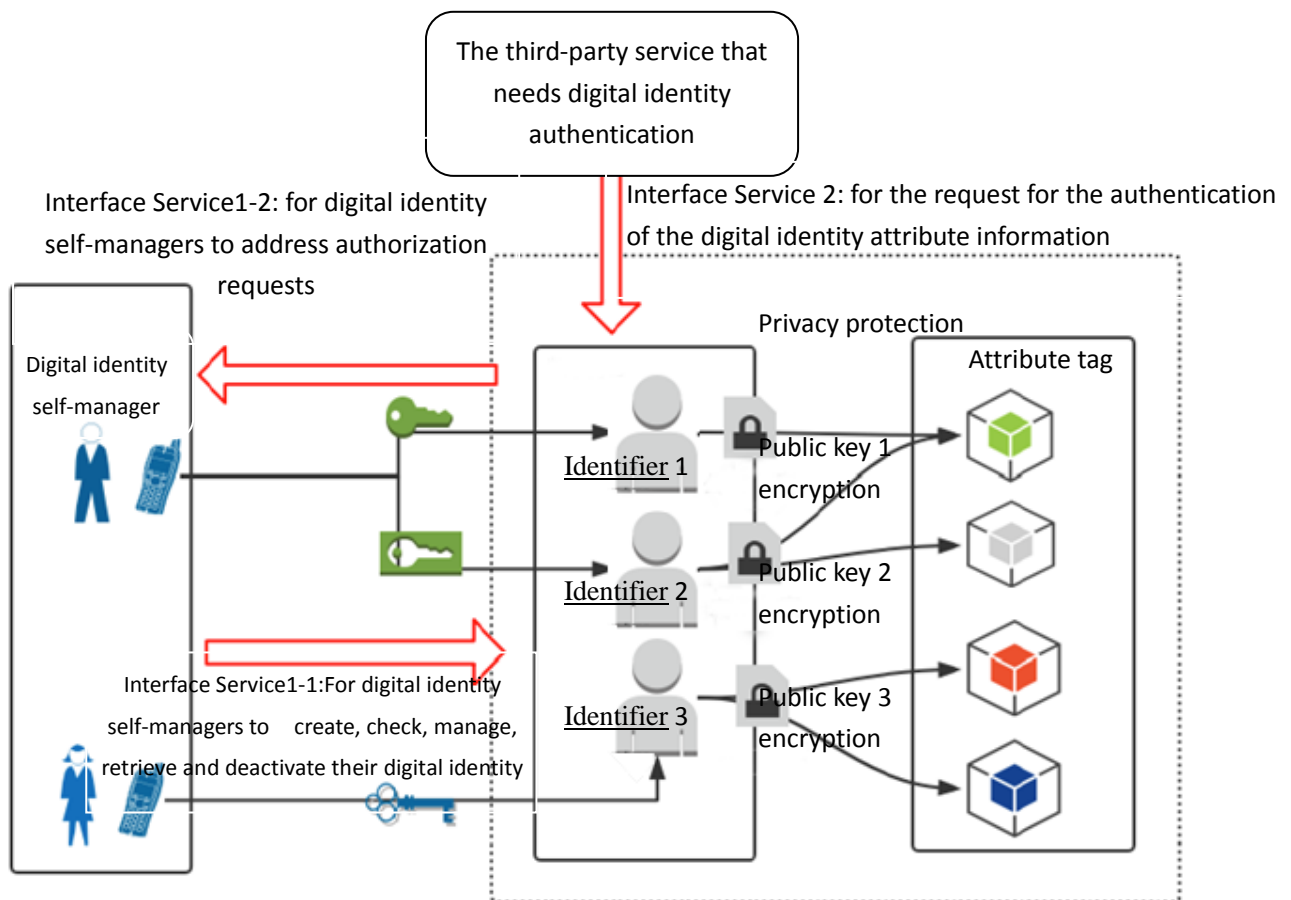 The third-party service that
needs digital identity
authentication
Interface Service1-2: for digital identity
self-managers to address authorization
requests
Interface Service 2: for the request for the authentication
of the digital identity attribute information
Privacy protection
Digital identity
self-manager
Attribute tag
Identifier 1
Public key 1
encryption
Identifier 2
Public key 2
encryption
Interface Service1-1:For digital identity
self-managers to create, check, manage,
retrieve and deactivate their digital identity
Identifier 3
Public key 3
encryption